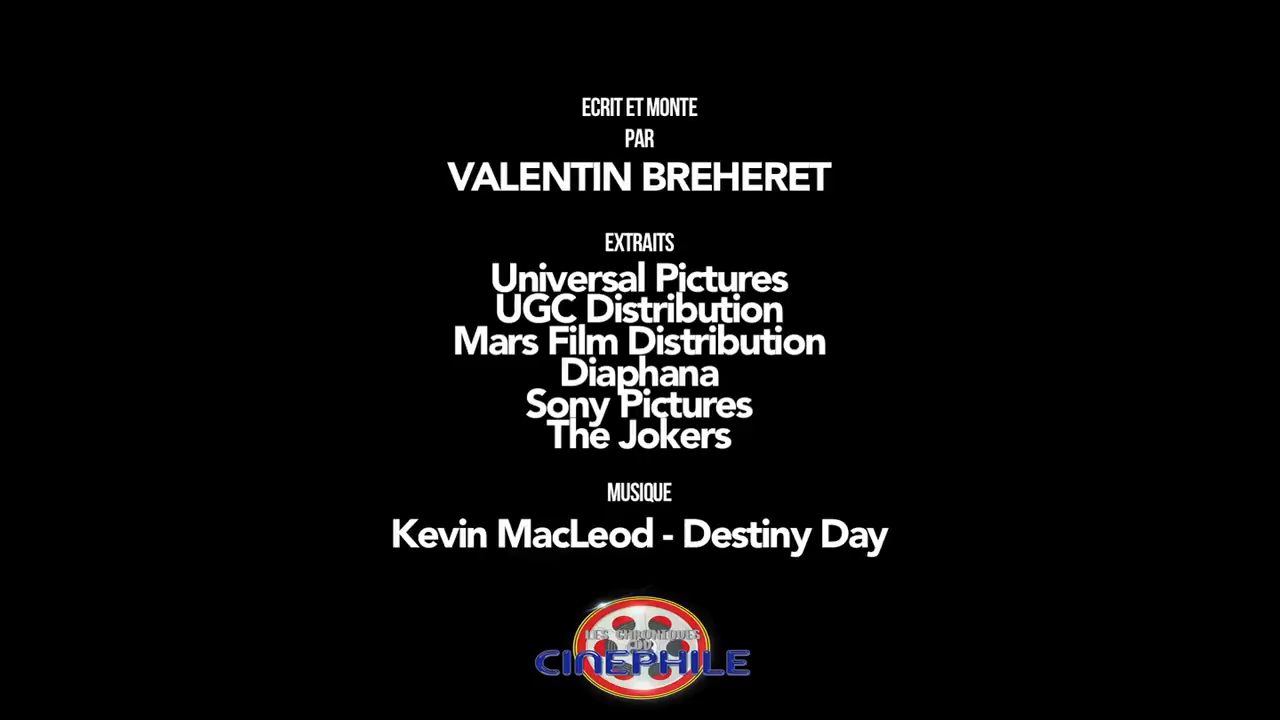 ECRIT ET MONTE
PAR
VALENTIN BREHERET
EXTRAITS
Universal Pictures
UGC Distribution
Mars Film Distribution
Diaphana
Sony Pictures
The Jokers
MUSIQUE
Kevin MacLeod - Destiny Day
LES CHRONIQUES
DU
CINEPHILE